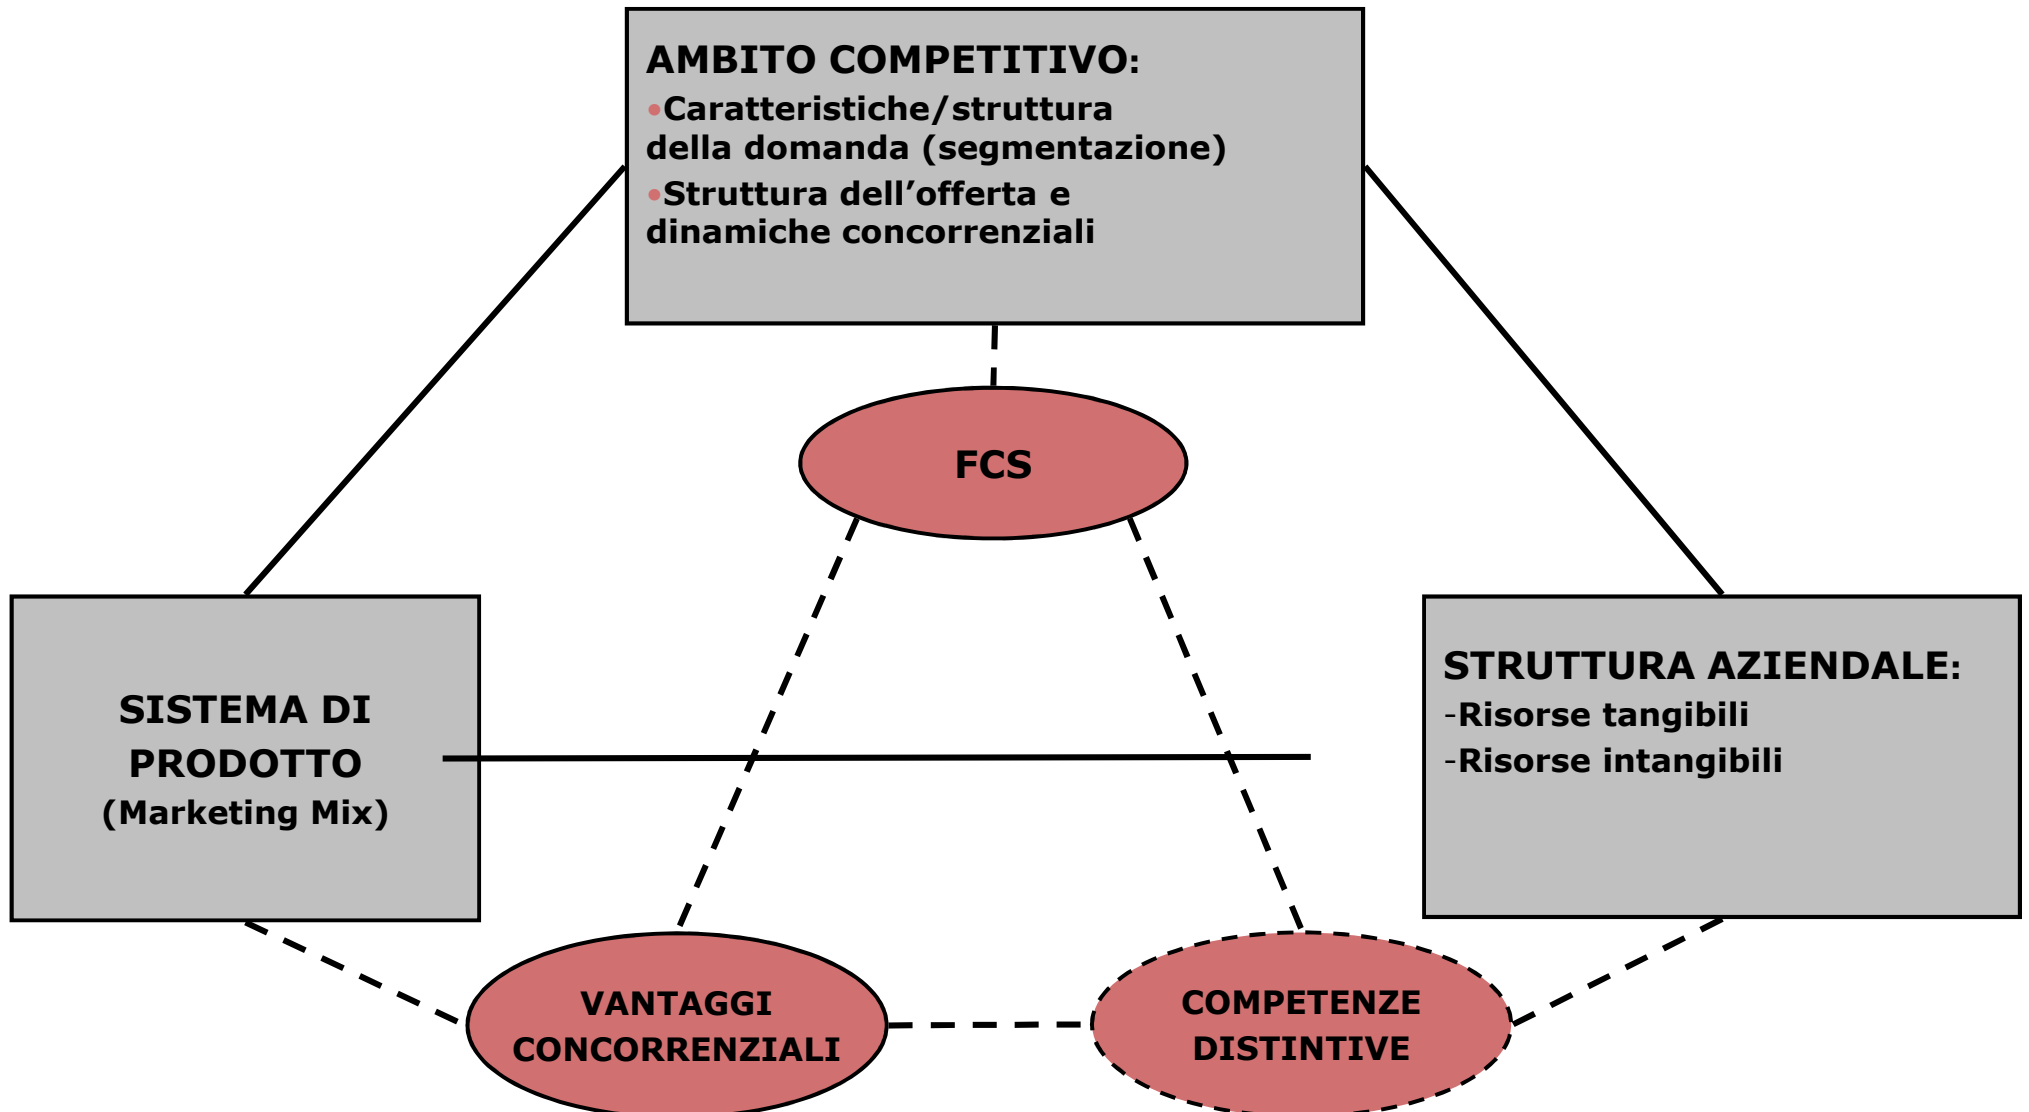 AMBITO COMPETITIVO:
•Caratteristiche/struttura
della domanda (segmentazione)
•Struttura dell’offerta e
dinamiche concorrenziali
FCS
SISTEMA DI
PRODOTTO
(Marketing Mix)
STRUTTURA AZIENDALE:
-Risorse tangibili
-Risorse intangibili
VANTAGGI
CONCORRENZIALI
COMPETENZE
DISTINTIVE